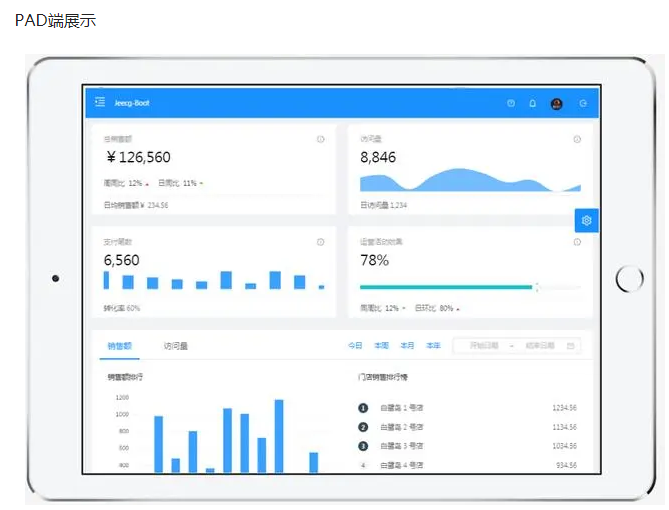 PAD端展示
Jeecg-Boot
总销售额
￥126,560
周同比 12% 日同比 11%
日均销售额￥ 234.56
访问量
8,846
日访问量 1,234
支付笔数
6,560
转化率 60%
运营活动效果
78%
周同比 12% 日环比 80%
销售额 访问量 今日 本周 本月 本年 开始日期 ~ 结束日期
销售额排行
1200
1000
800
600
400
门店销售排行榜
1 白鹭岛 1 号店 1234.56
2 白鹭岛 2 号店 1134.56
3 白鹭岛 3 号店 1034.56
4 白鹭岛 4 号店 934.56